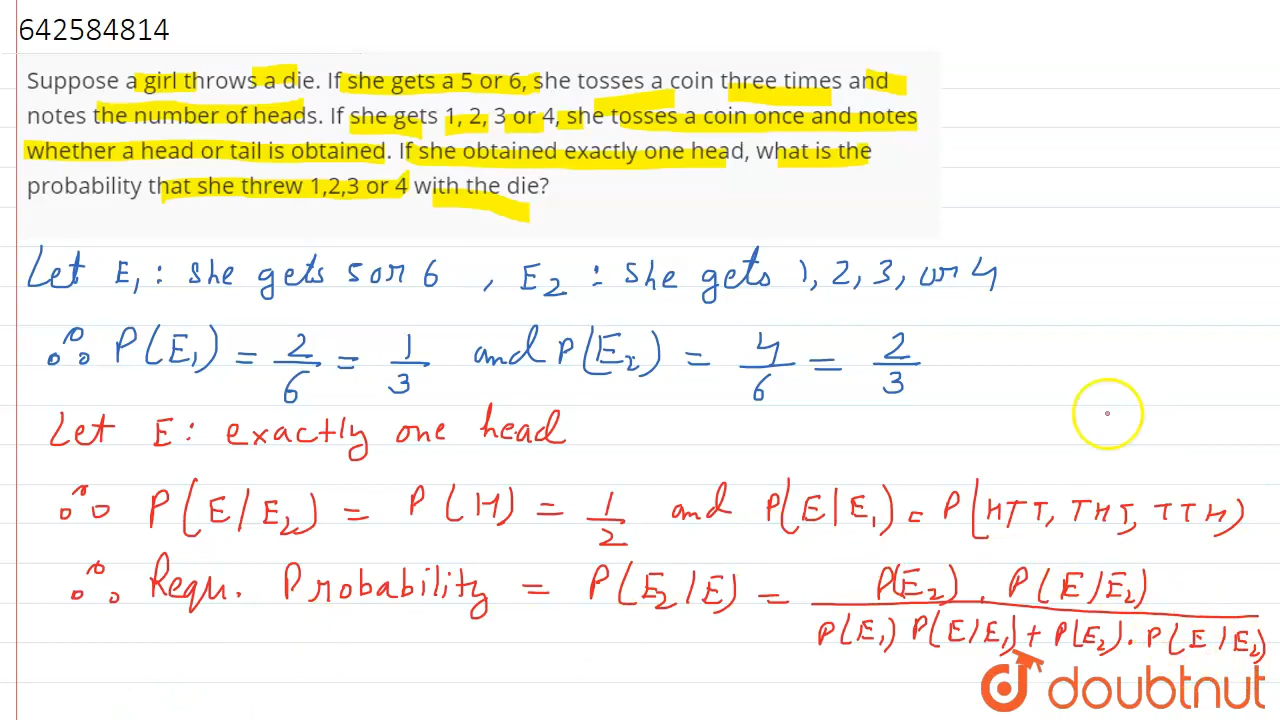 642584814
Suppose a girl throws a die. If she gets a 5 or 6, she tosses a coin three times and
notes the number of heads. If she gets 1, 2, 3 or 4, she tosses a coin once and notes
whether a head or tail is obtained. If she obtained exactly one head, what is the
probability that she threw 1,2,3 or 4 with the die?
Let E₁ : she gets 5 or 6 , E₂ : She gets 1, 2, 3, or 4
∴ P(E₁) = 2/6 = 1/3 and P(E₂) = 4/6 = 2/3
Let E : exactly one head
∴ P(E/E₂) = P(H) = 1/2 and P(E/E₁) = P(HTT, THT, TTH)
∴ Requ. Probability = P(E₂/E) = P(E₂) . P(E/E₂) / P(E₁) P(E/E₁) + P(E₂) . P(E/E₂)
doubtnut